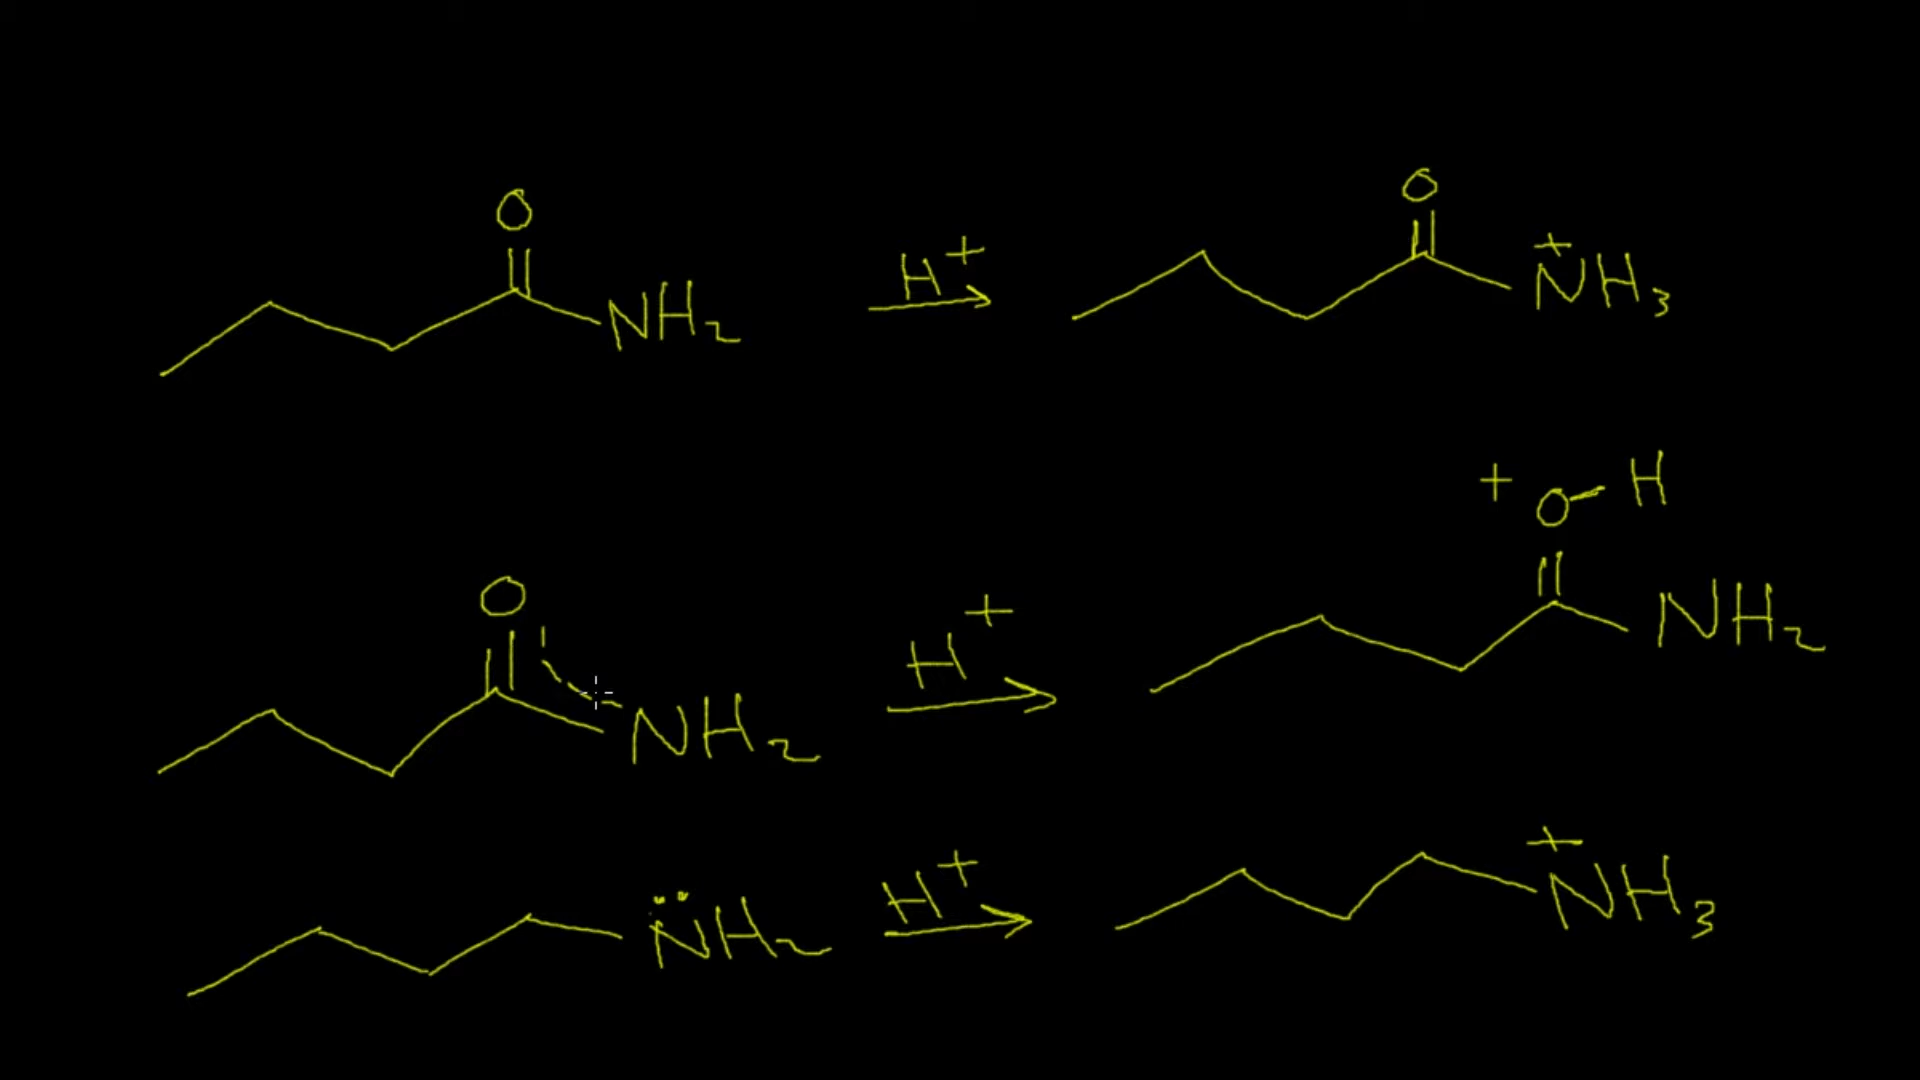 O O
NH2 H+ +NH3
+ O-H
O
NH2 H+ NH2
NH2 H+ +NH3